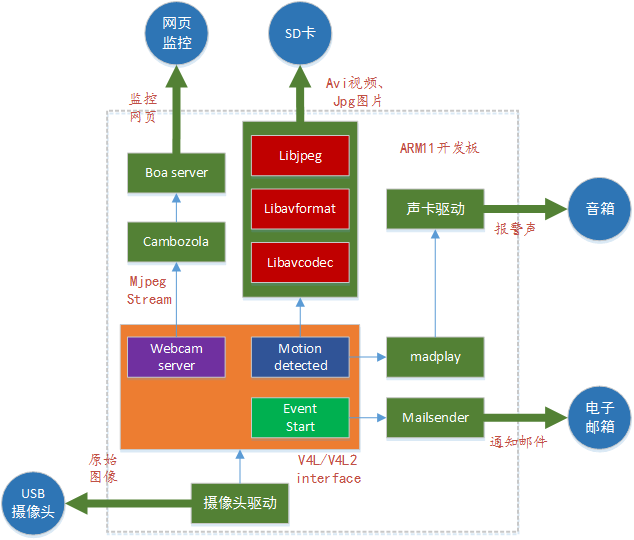 网页
监控
SD卡
监控
网页
Avi视频、
Jpg图片
ARM11开发板
Libjpeg
Boa server
Libavformat
声卡驱动
音箱
报警声
Cambozola
Libavcodec
Mjpeg
Stream
Webcam
server
Motion
detected
madplay
Event
Start
Mailsender
电子
邮箱
通知邮件
V4L/V4L2
interface
原始
图像
USB
摄像头
摄像头驱动